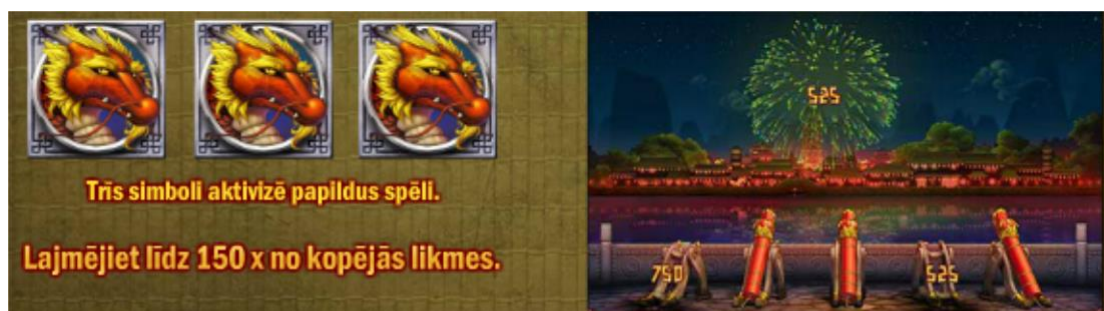 Trīs simboli aktivizē papildus spēli.
Lajmējiet līdz 150 x no kopējās likmes.
525
750
525